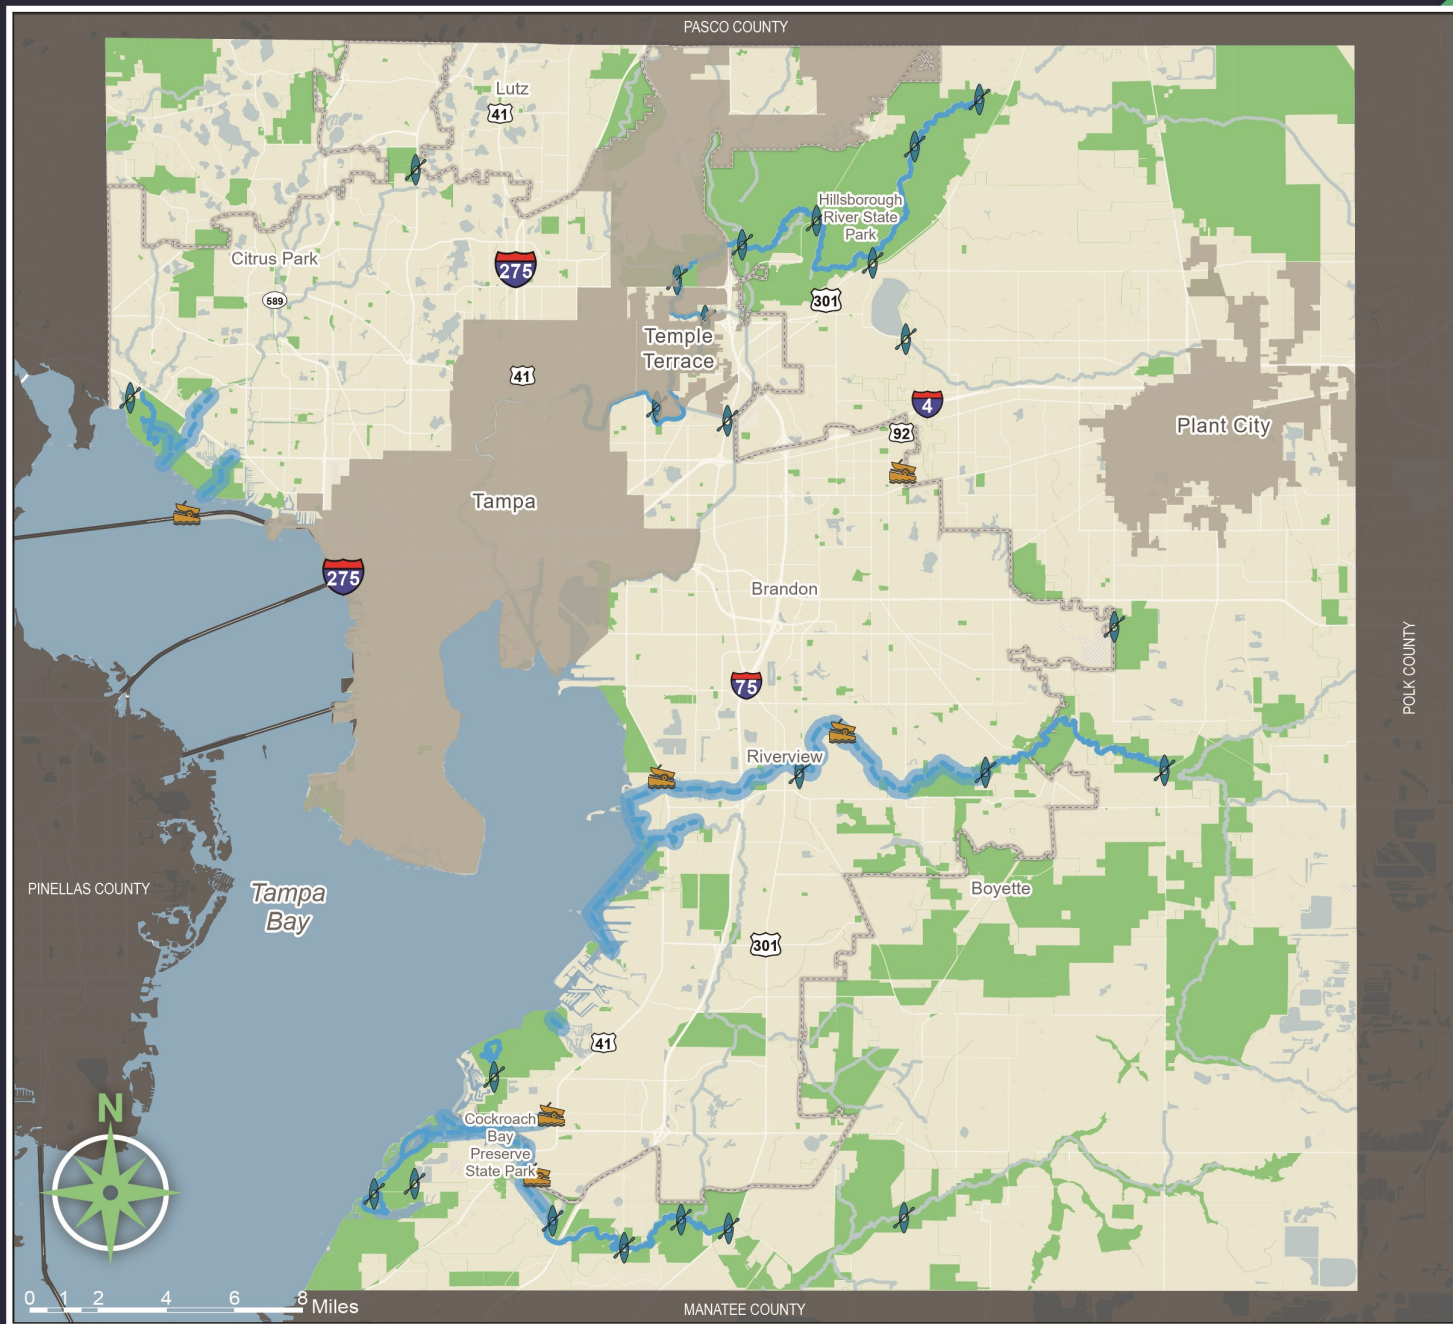 PASCO COUNTY
Lutz
41
Hillsborough
River State
Park
Citrus Park
275
589
301
Temple
Terrace
41
4
92
Plant City
Tampa
275
Brandon
POLK COUNTY
75
Riverview
PINELLAS COUNTY
Tampa
Bay
Boyette
301
41
N
Cockroach
Bay
Preserve
State Park
0 1 2 4 6 8 Miles
MANATEE COUNTY